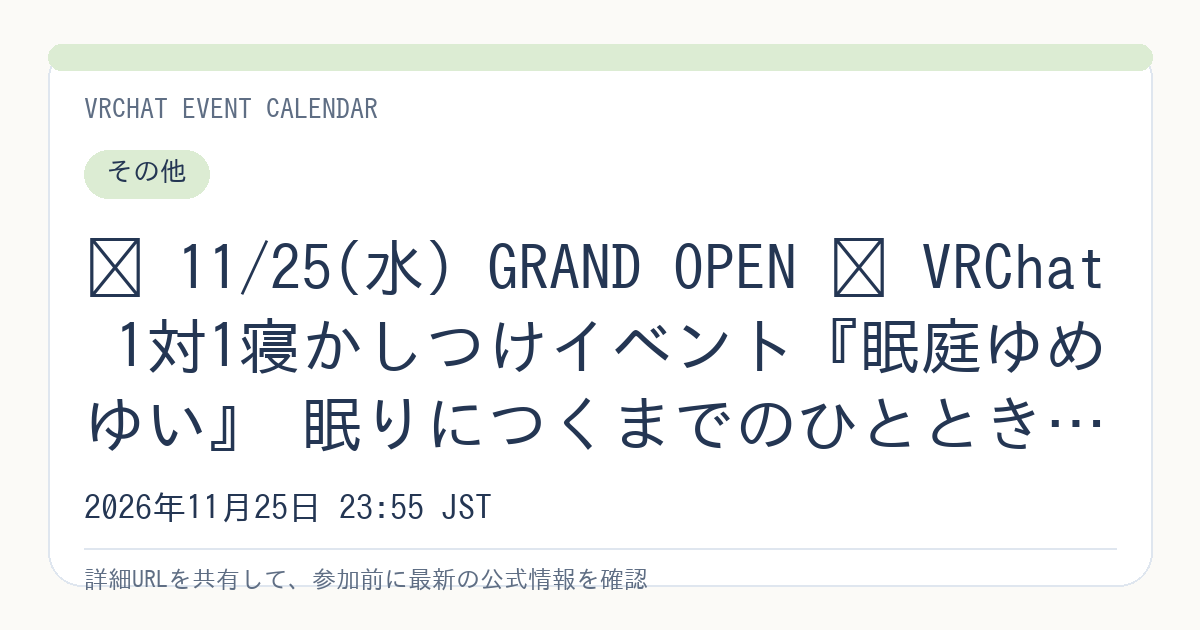 VRCHAT EVENT CALENDAR
その他
11/25(水) GRAND OPEN VRChat
1対1寝かしつけイベント『眠庭ゆめ
ゆい』 眠りにつくまでのひととき…
2026年11月25日 23:55 JST
詳細URLを共有して、参加前に最新の公式情報を確認